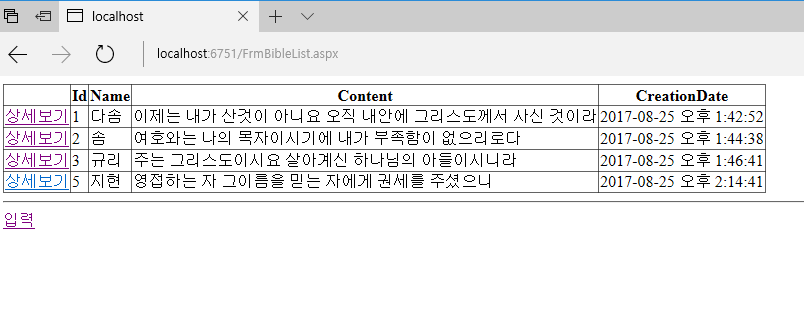 localhost
localhost:6751/FrmBibleList.aspx
Id Name Content CreationDate
상세보기 1 다솜 이제는 내가 산것이 아니요 오직 내안에 그리스도께서 사신 것이라 2017-08-25 오후 1:42:52
상세보기 2 솜 여호와는 나의 목자이시기에 내가 부족함이 없으리로다 2017-08-25 오후 1:44:38
상세보기 3 규리 주는 그리스도이시요 살아계신 하나님의 아들이시니라 2017-08-25 오후 1:46:41
상세보기 5 지현 영접하는 자 그이름을 믿는 자에게 권세를 주셨으니 2017-08-25 오후 2:14:41
입력